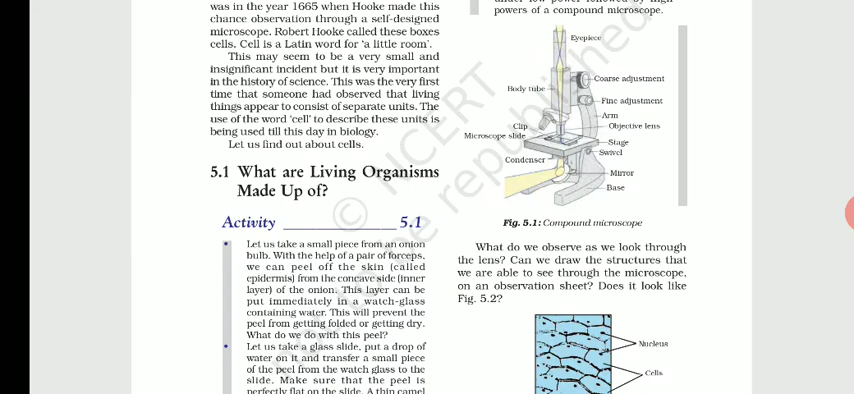 was in the year 1665 when Hooke made this
chance observation through a self-designed
microscope. Robert Hooke called these boxes
cells. Cell is a Latin word for ‘a little room’.
This may seem to be a very small and
insignificant incident but it is very important
in the history of science. This was the very first
time that someone had observed that living
things appear to consist of separate units. The
use of the word ‘cell’ to describe these units is
being used till this day in biology.
Let us find out about cells.
5.1 What are Living Organisms
Made Up of?
Activity _______________ 5.1
• Let us take a small piece from an onion
bulb. With the help of a pair of forceps,
we can peel off the skin (called
epidermis) from the concave side (inner
layer) of the onion. This layer can be
put immediately in a watch-glass
containing water. This will prevent the
peel from getting folded or getting dry.
What do we do with this peel?
• Let us take a glass slide, put a drop of
water on it and transfer a small piece
of the peel from the watch glass to the
slide. Make sure that the peel is
perfectly flat on the slide. A thin camel
powers of a compound microscope.
Eyepiece
Coarse adjustment
Body tube
Fine adjustment
Arm
Clip
Objective lens
Microscope slide
Stage
Swivel
Condenser
Mirror
Base
Fig. 5.1: Compound microscope
What do we observe as we look through
the lens? Can we draw the structures that
we are able to see through the microscope,
on an observation sheet? Does it look like
Fig. 5.2?
Nucleus
Cells
© NCERT
not to be republished